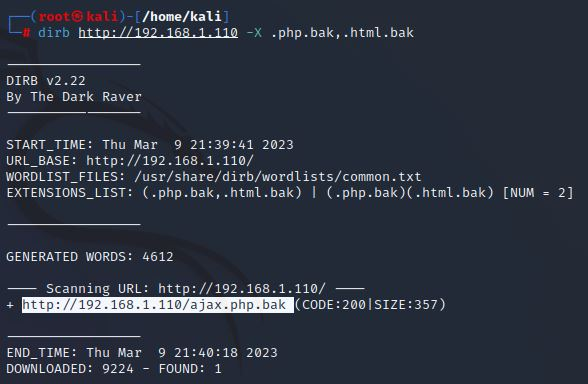 ┌──(root㉿kali)-[/home/kali]
└─# dirb http://192.168.1.110 -X .php.bak,.html.bak
-----------------
DIRB v2.22
By The Dark Raver
-----------------
START_TIME: Thu Mar  9 21:39:41 2023
URL_BASE: http://192.168.1.110/
WORDLIST_FILES: /usr/share/dirb/wordlists/common.txt
EXTENSIONS_LIST: (.php.bak,.html.bak) | (.php.bak)(.html.bak) [NUM = 2]
-----------------
GENERATED WORDS: 4612
---- Scanning URL: http://192.168.1.110/ ----
+ http://192.168.1.110/ajax.php.bak (CODE:200|SIZE:357)
-----------------
END_TIME: Thu Mar  9 21:40:18 2023
DOWNLOADED: 9224 - FOUND: 1